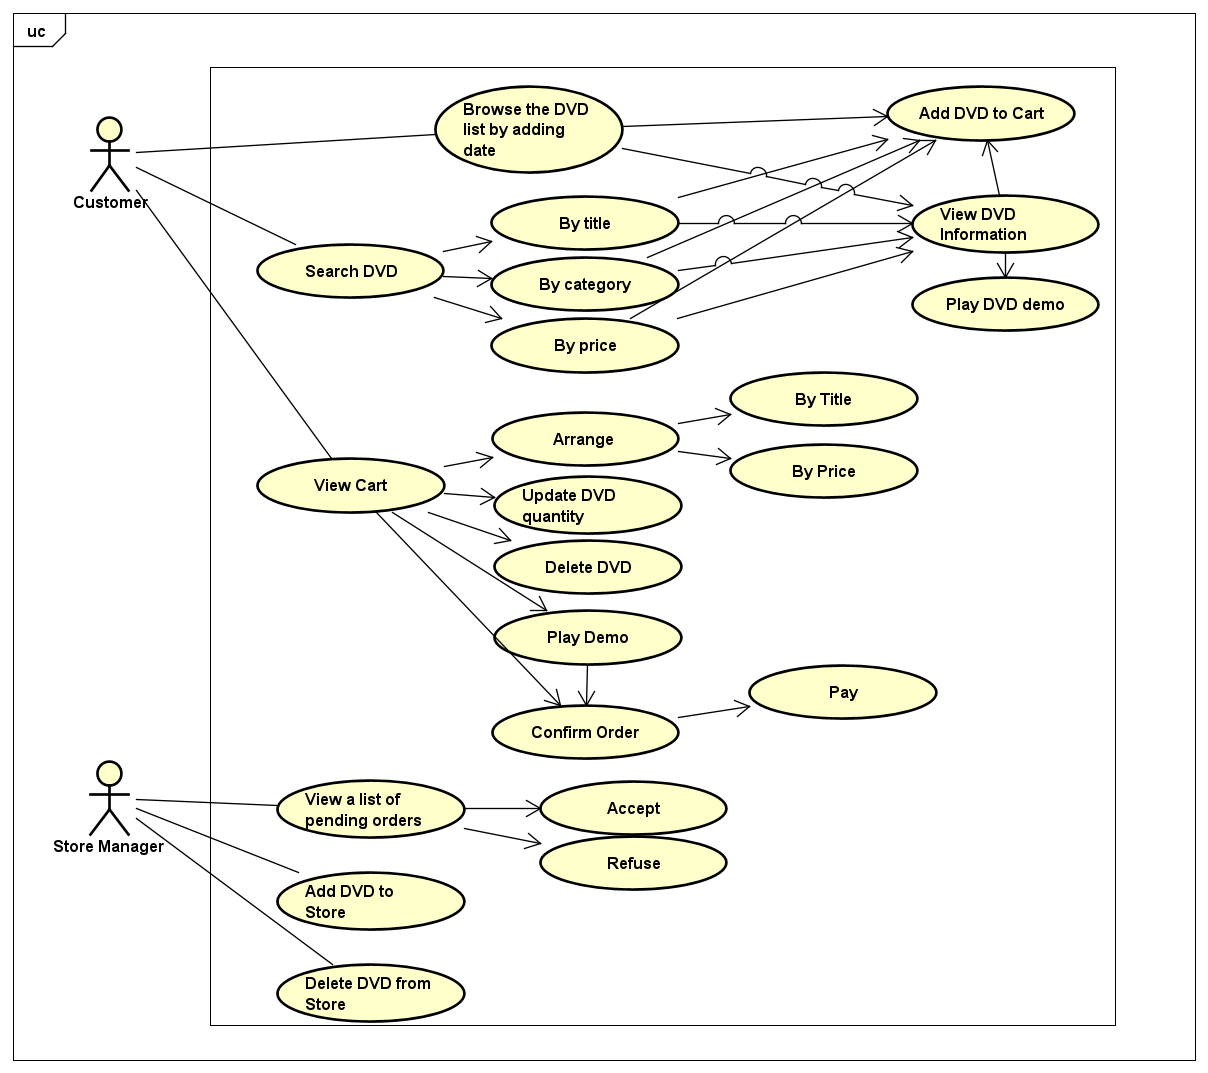 uc
Customer
Browse the DVD
list by adding
date
Add DVD to Cart
By title
View DVD
Information
Search DVD
By category
Play DVD demo
By price
By Title
Arrange
By Price
View Cart
Update DVD
quantity
Delete DVD
Play Demo
Pay
Confirm Order
Store Manager
View a list of
pending orders
Accept
Refuse
Add DVD to
Store
Delete DVD from
Store